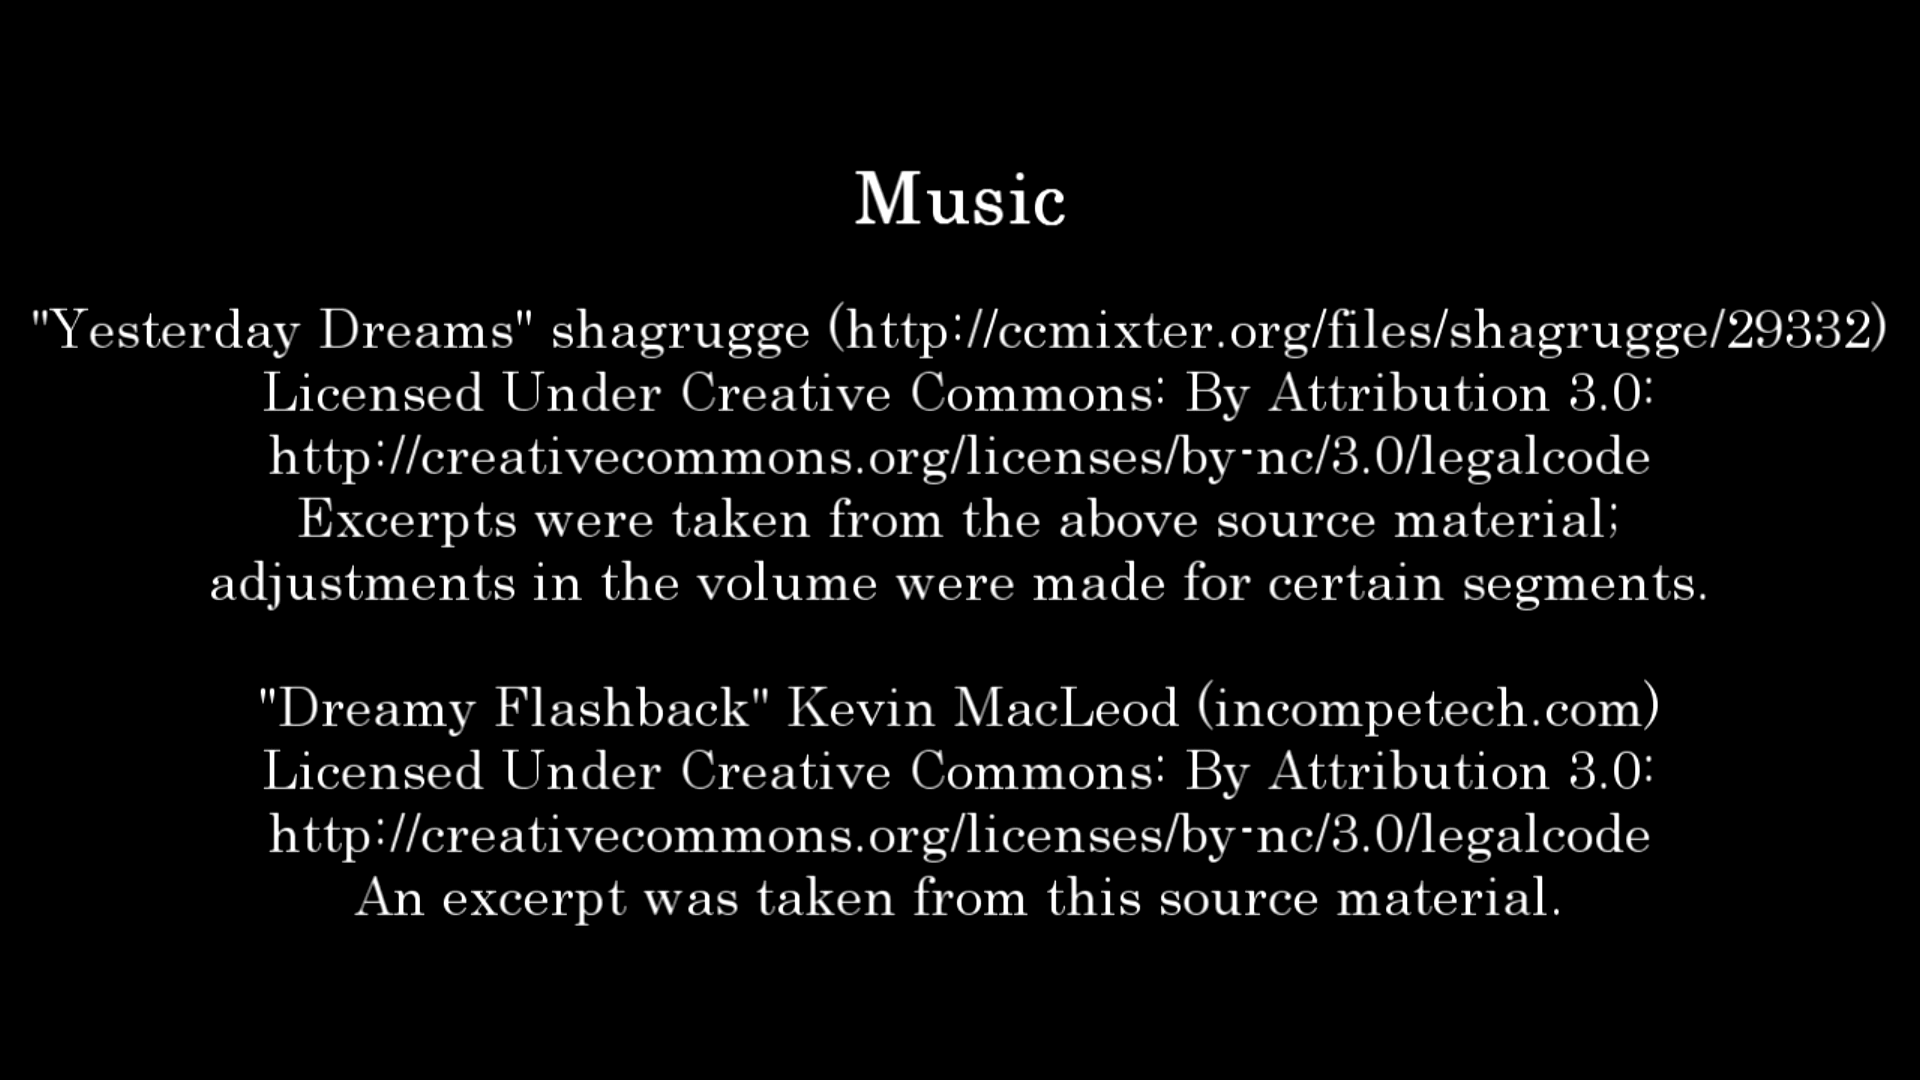 Music
"Yesterday Dreams" shagrugge (http://ccmixter.org/files/shagrugge/29332)
Licensed Under Creative Commons: By Attribution 3.0:
http://creativecommons.org/licenses/by-nc/3.0/legalcode
Excerpts were taken from the above source material;
adjustments in the volume were made for certain segments.
"Dreamy Flashback" Kevin MacLeod (incompetech.com)
Licensed Under Creative Commons: By Attribution 3.0:
http://creativecommons.org/licenses/by-nc/3.0/legalcode
An excerpt was taken from this source material.